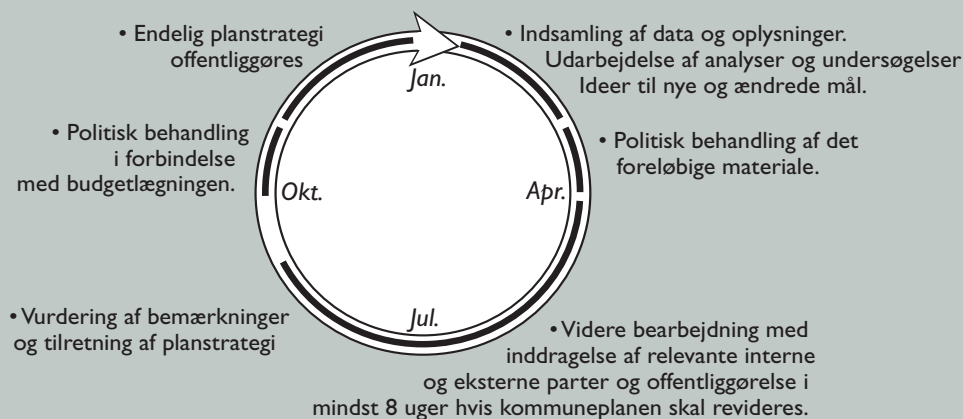 • Endelig planstrategi
offentliggøres
• Indsamling af data og oplysninger.
Udarbejdelse af analyser og undersøgelser
Ideer til nye og ændrede mål.
Jan.
• Politisk behandling
i forbindelse
med budgetlægningen.
• Politisk behandling af det
foreløbige materiale.
Okt.
Apr.
• Vurdering af bemærkninger
og tilretning af planstrategi
Jul.
• Videre bearbejdning med
inddragelse af relevante interne
og eksterne parter og offentliggørelse i
mindst 8 uger hvis kommuneplanen skal revideres.